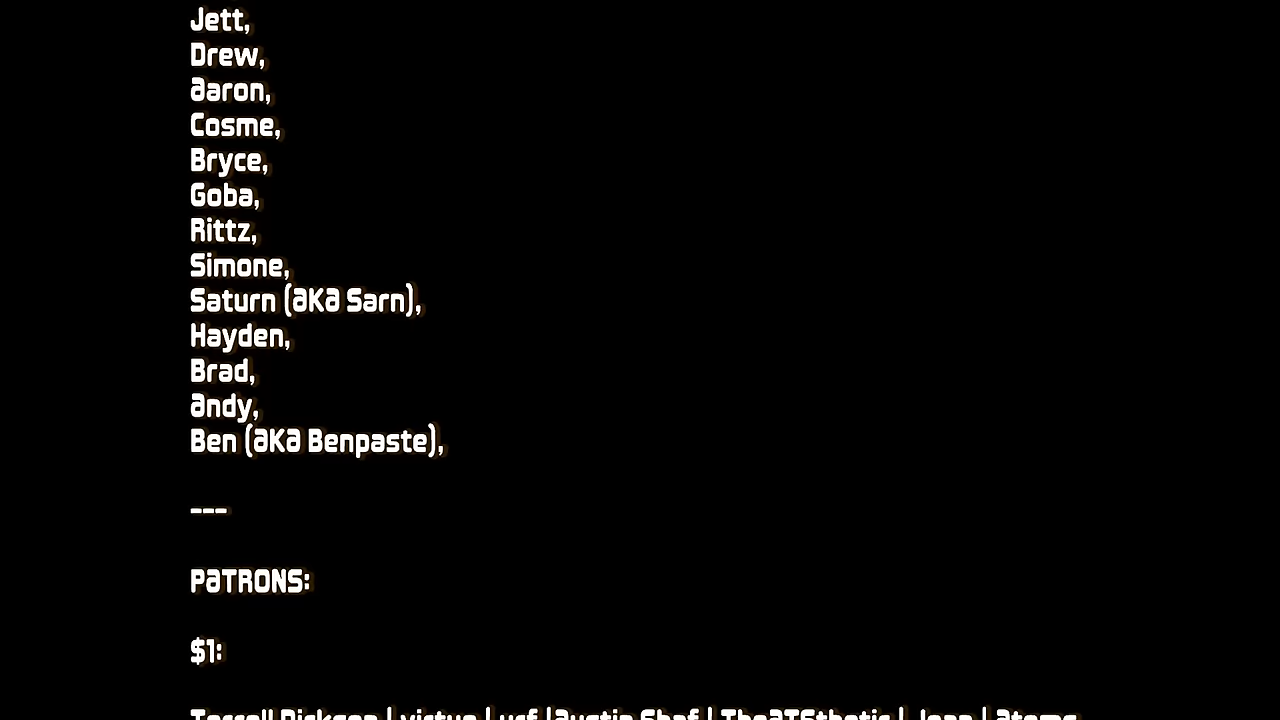 Jett,
Drew,
aaron,
Cosme,
Bryce,
Goba,
Rittz,
Simone,
Saturn (aKa Sarn),
Hayden,
Brad,
andy,
Ben (aKa Benpaste),
---
PaTRONS:
$1: